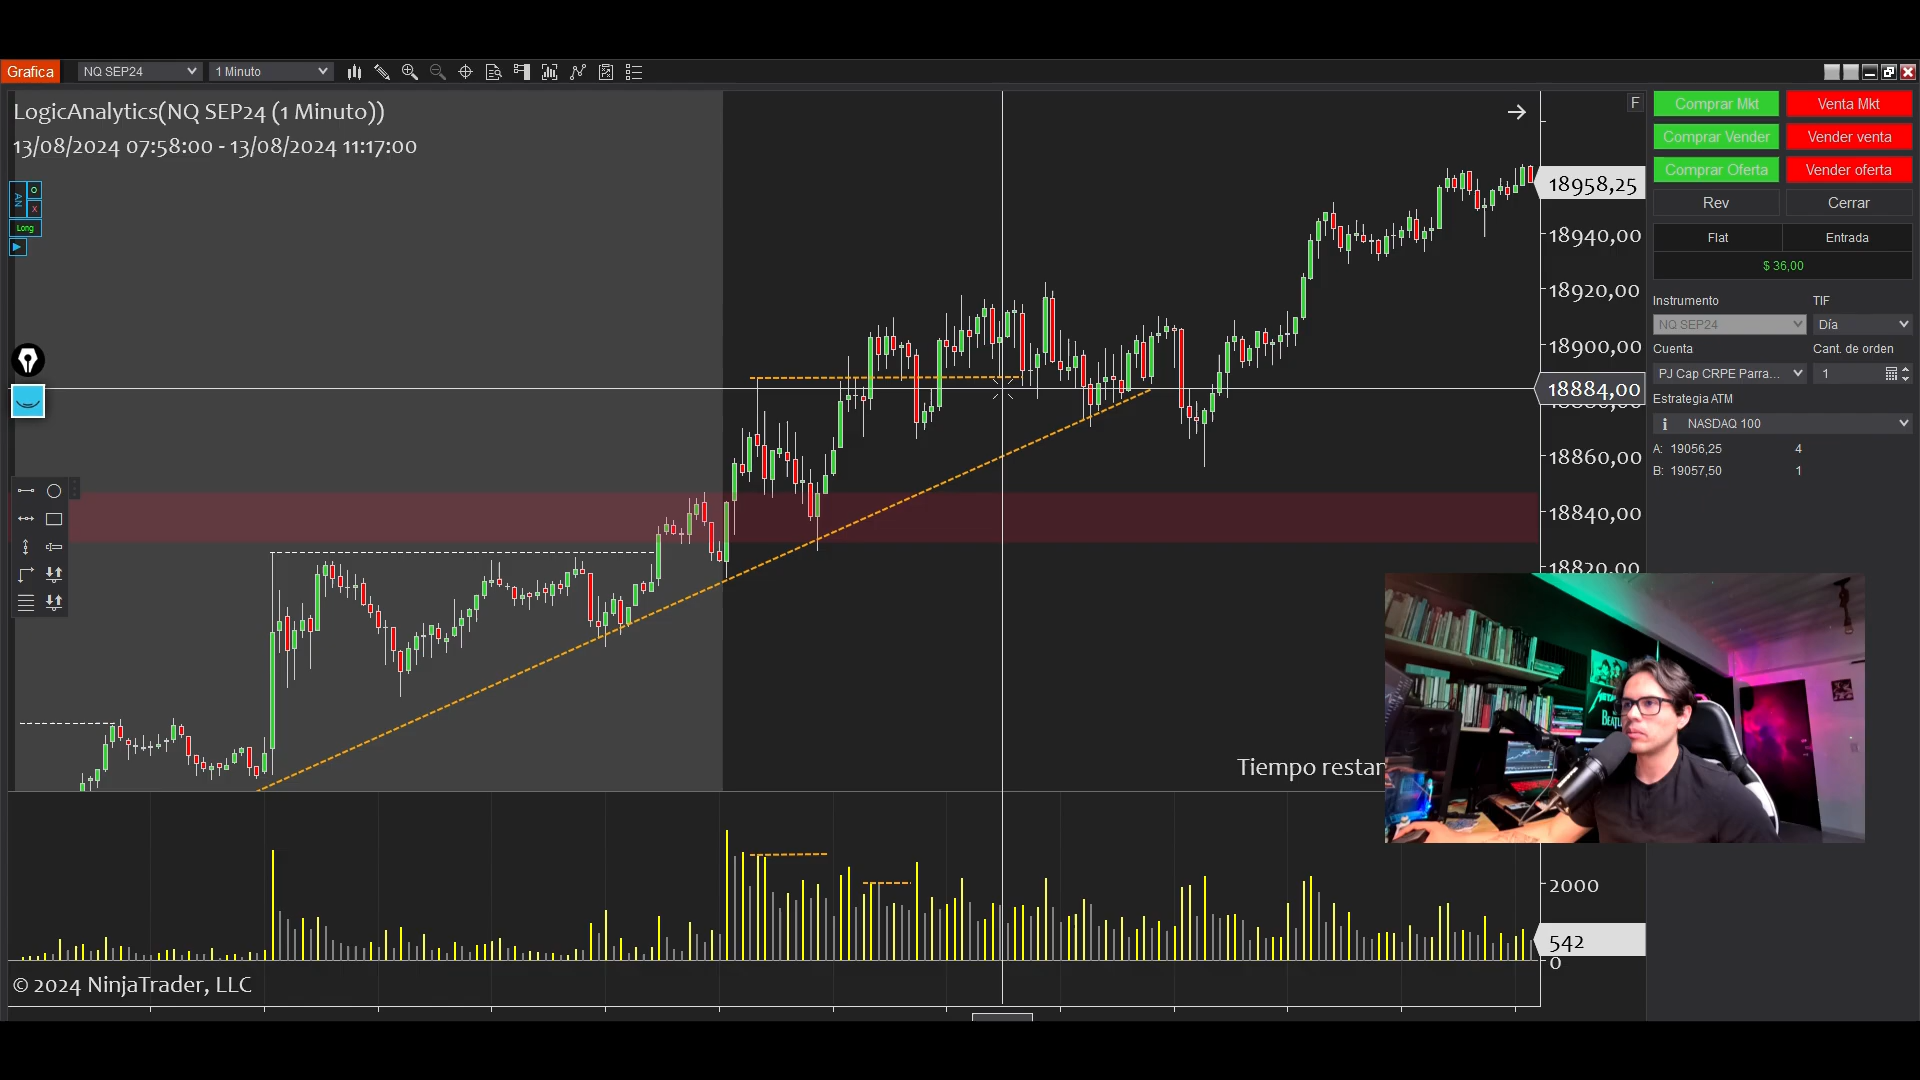 Grafica
NQ SEP24
1 Minuto
LogicAnalytics(NQ SEP24 (1 Minuto))
13/08/2024 07:58:00 - 13/08/2024 11:17:00
F
AN
O
X
Long
18958,25
18940,00
18920,00
18900,00
18884,00
18860,00
18840,00
18820,00
Tiempo restan
2000
542
0
© 2024 NinjaTrader, LLC
Comprar Mkt
Venta Mkt
Comprar Vender
Vender venta
Comprar Oferta
Vender oferta
Rev
Cerrar
Flat
Entrada
$ 36,00
Instrumento
TIF
NQ SEP24
Día
Cuenta
Cant. de orden
PJ Cap CRPE Parra...
1
Estrategia ATM
NASDAQ 100
A: 19056,25 4
B: 19057,50 1